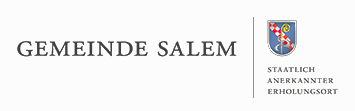 GEMEINDE SALEM
STAATLICH
ANERKANNTER
ERHOLUNGSORT